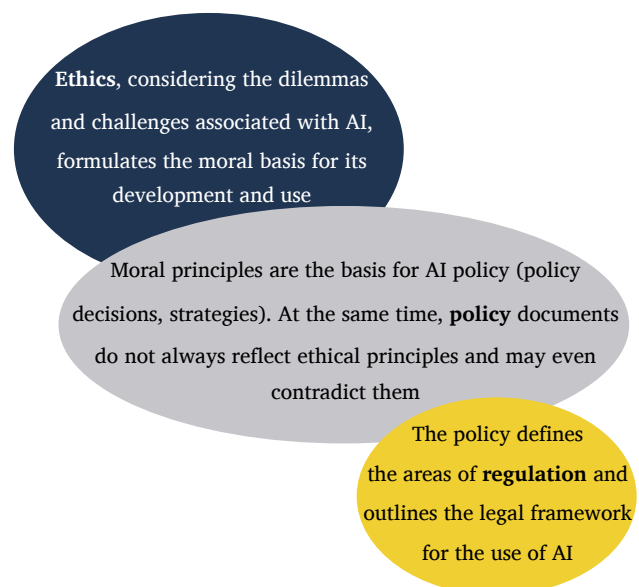 Ethics, considering the dilemmas
and challenges associated with AI,
formulates the moral basis for its
development and use
Moral principles are the basis for AI policy (policy
decisions, strategies). At the same time, policy documents
do not always reflect ethical principles and may even
contradict them
The policy defines
the areas of regulation and
outlines the legal framework
for the use of AI